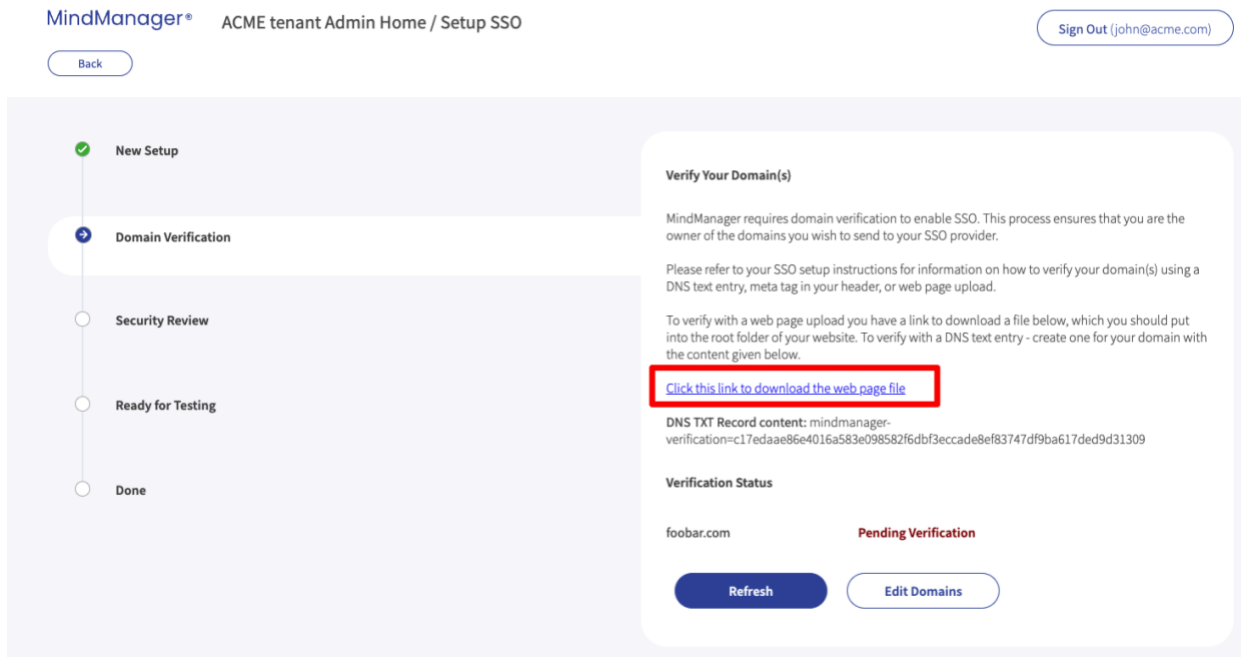 MindManager® ACME tenant Admin Home / Setup SSO
Sign Out (john@acme.com)
Back
New Setup
Domain Verification
Security Review
Ready for Testing
Done
Verify Your Domain(s)
MindManager requires domain verification to enable SSO. This process ensures that you are the
owner of the domains you wish to send to your SSO provider.
Please refer to your SSO setup instructions for information on how to verify your domain(s) using a
DNS text entry, meta tag in your header, or web page upload.
To verify with a web page upload you have a link to download a file below, which you should put
into the root folder of your website. To verify with a DNS text entry - create one for your domain with
the content given below.
Click this link to download the web page file
DNS TXT Record content: mindmanager-
verification=c17edaae86e4016a583e098582f6dbf3eccade8ef83747df9ba617ded9d31309
Verification Status
foobar.com Pending Verification
Refresh Edit Domains